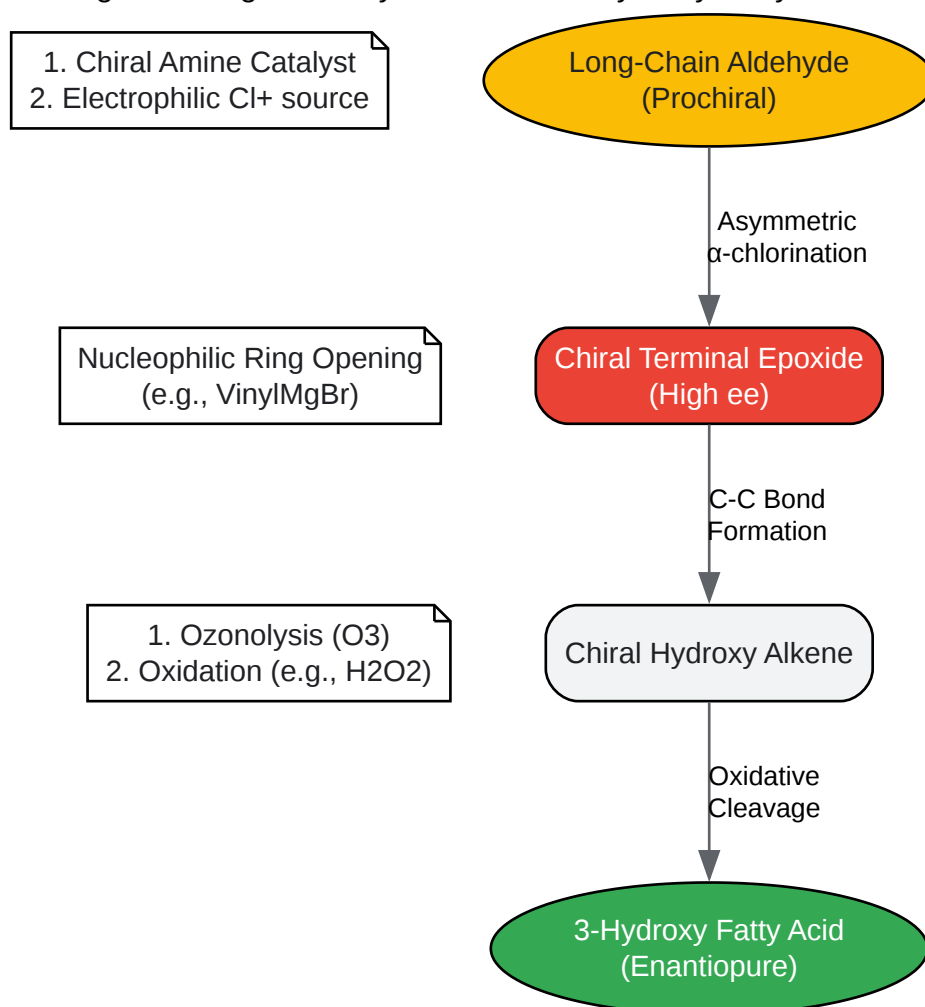 1. Chiral Amine Catalyst
2. Electrophilic Cl+ source
Long-Chain Aldehyde
(Prochiral)
Asymmetric
α-chlorination
Nucleophilic Ring Opening
(e.g., VinylMgBr)
Chiral Terminal Epoxide
(High ee)
C-C Bond
Formation
1. Ozonolysis (O3)
2. Oxidation (e.g., H2O2)
Chiral Hydroxy Alkene
Oxidative
Cleavage
3-Hydroxy Fatty Acid
(Enantiopure)